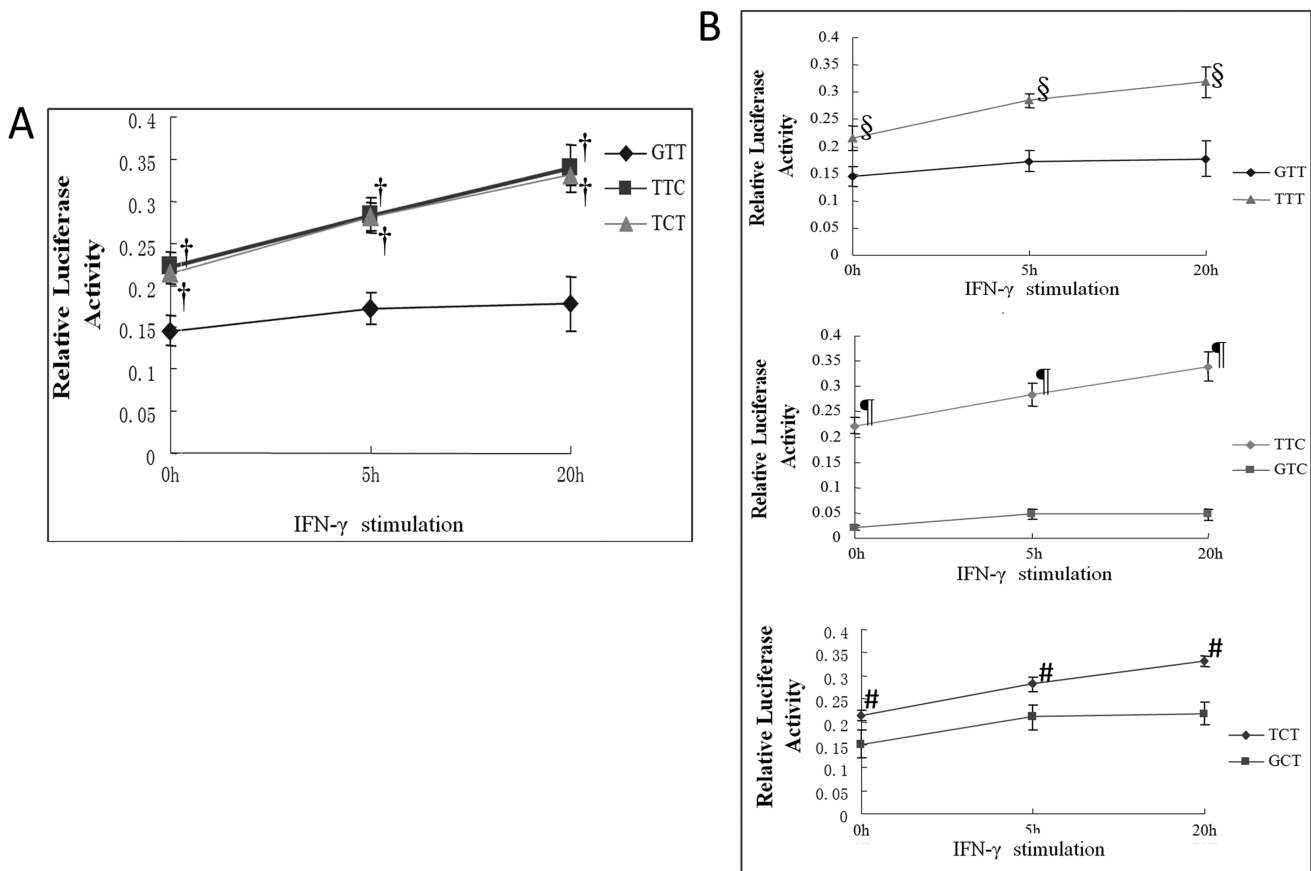 A
Relative Luciferase
Activity
0.4
0.35
0.3
0.25
0.2
0.15
0.1
0.05
0
†
†
†
†
†
†
0h
5h
20h
IFN-γ stimulation
GTT
TTC
TCT
B
Relative Luciferase
Activity
0.4
0.35
0.3
0.25
0.2
0.15
0.1
0.05
0
§
§
§
0h
5h
20h
IFN-γ stimulation
GTT
TTT
Relative Luciferase
Activity
0.4
0.35
0.3
0.25
0.2
0.15
0.1
0.05
0
¶
¶
¶
0h
5h
20h
IFN-γ stimulation
TTC
GTC
Relative Luciferase
Activity
0.4
0.35
0.3
0.25
0.2
0.15
0.1
0.05
0
#
#
#
0h
5h
20h
IFN-γ stimulation
TCT
GCT